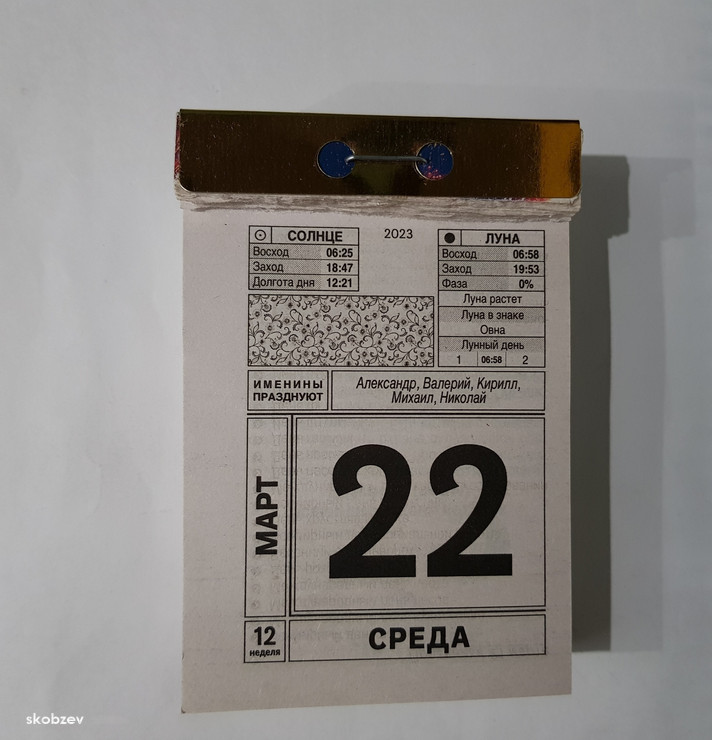 СОЛНЦЕ
Восход 06:25
Заход 18:47
Долгота дня 12:21
2023
ЛУНА
Восход 06:58
Заход 19:53
Фаза 0%
Луна растет
Луна в знаке
Овна
Лунный день
1 06:58 2
ИМЕНИНЫ
ПРАЗДНУЮТ
Александр, Валерий, Кирилл,
Михаил, Николай
МАРТ
22
12
неделя
СРЕДА
skobzev